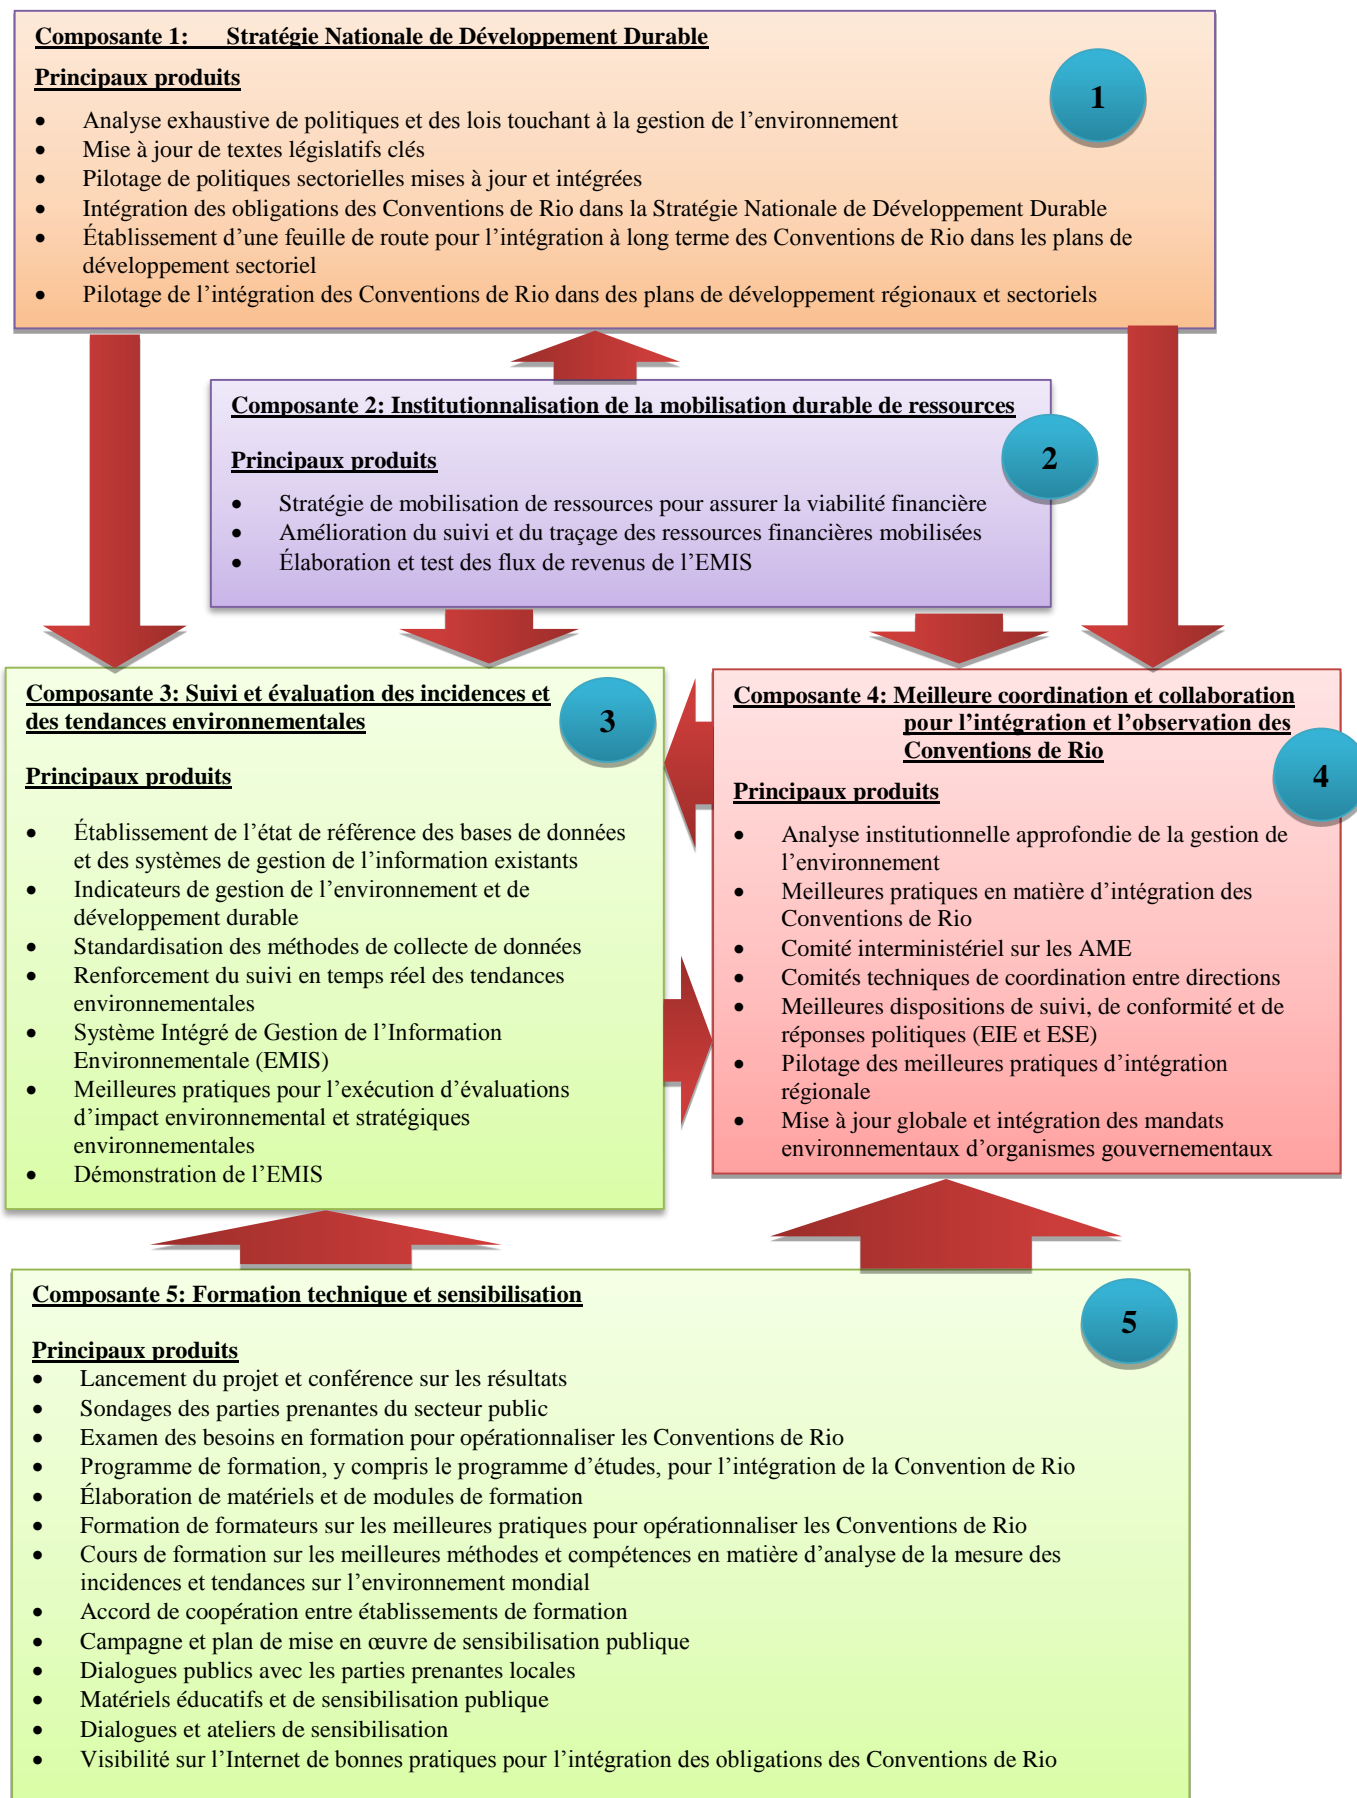 Composante 1: Stratégie Nationale de Développement Durable
Principaux produits
1
• Analyse exhaustive de politiques et des lois touchant à la gestion de l’environnement
• Mise à jour de textes législatifs clés
• Pilotage de politiques sectorielles mises à jour et intégrées
• Intégration des obligations des Conventions de Rio dans la Stratégie Nationale de Développement Durable
• Établissement d’une feuille de route pour l’intégration à long terme des Conventions de Rio dans les plans de
développement sectoriel
• Pilotage de l’intégration des Conventions de Rio dans des plans de développement régionaux et sectoriels
Composante 2: Institutionnalisation de la mobilisation durable de ressources
2
Principaux produits
• Stratégie de mobilisation de ressources pour assurer la viabilité financière
• Amélioration du suivi et du traçage des ressources financières mobilisées
• Élaboration et test des flux de revenus de l’EMIS
Composante 3: Suivi et évaluation des incidences et
des tendances environnementales
3
Principaux produits
• Établissement de l’état de référence des bases de données
et des systèmes de gestion de l’information existants
• Indicateurs de gestion de l’environnement et de
développement durable
• Standardisation des méthodes de collecte de données
• Renforcement du suivi en temps réel des tendances
environnementales
• Système Intégré de Gestion de l’Information
Environnementale (EMIS)
• Meilleures pratiques pour l’exécution d’évaluations
d’impact environnemental et stratégiques
environnementales
• Démonstration de l’EMIS
Composante 4: Meilleure coordination et collaboration
pour l’intégration et l’observation des
Conventions de Rio
4
Principaux produits
• Analyse institutionnelle approfondie de la gestion de
l’environnement
• Meilleures pratiques en matière d’intégration des
Conventions de Rio
• Comité interministériel sur les AME
• Comités techniques de coordination entre directions
• Meilleures dispositions de suivi, de conformité et de
réponses politiques (EIE et ESE)
• Pilotage des meilleures pratiques d’intégration
régionale
• Mise à jour globale et intégration des mandats
environnementaux d’organismes gouvernementaux
Composante 5: Formation technique et sensibilisation
5
Principaux produits
• Lancement du projet et conférence sur les résultats
• Sondages des parties prenantes du secteur public
• Examen des besoins en formation pour opérationnaliser les Conventions de Rio
• Programme de formation, y compris le programme d’études, pour l’intégration de la Convention de Rio
• Élaboration de matériels et de modules de formation
• Formation de formateurs sur les meilleures pratiques pour opérationnaliser les Conventions de Rio
• Cours de formation sur les meilleures méthodes et compétences en matière d’analyse de la mesure des
incidences et tendances sur l’environnement mondial
• Accord de coopération entre établissements de formation
• Campagne et plan de mise en œuvre de sensibilisation publique
• Dialogues publics avec les parties prenantes locales
• Matériels éducatifs et de sensibilisation publique
• Dialogues et ateliers de sensibilisation
• Visibilité sur l’Internet de bonnes pratiques pour l’intégration des obligations des Conventions de Rio